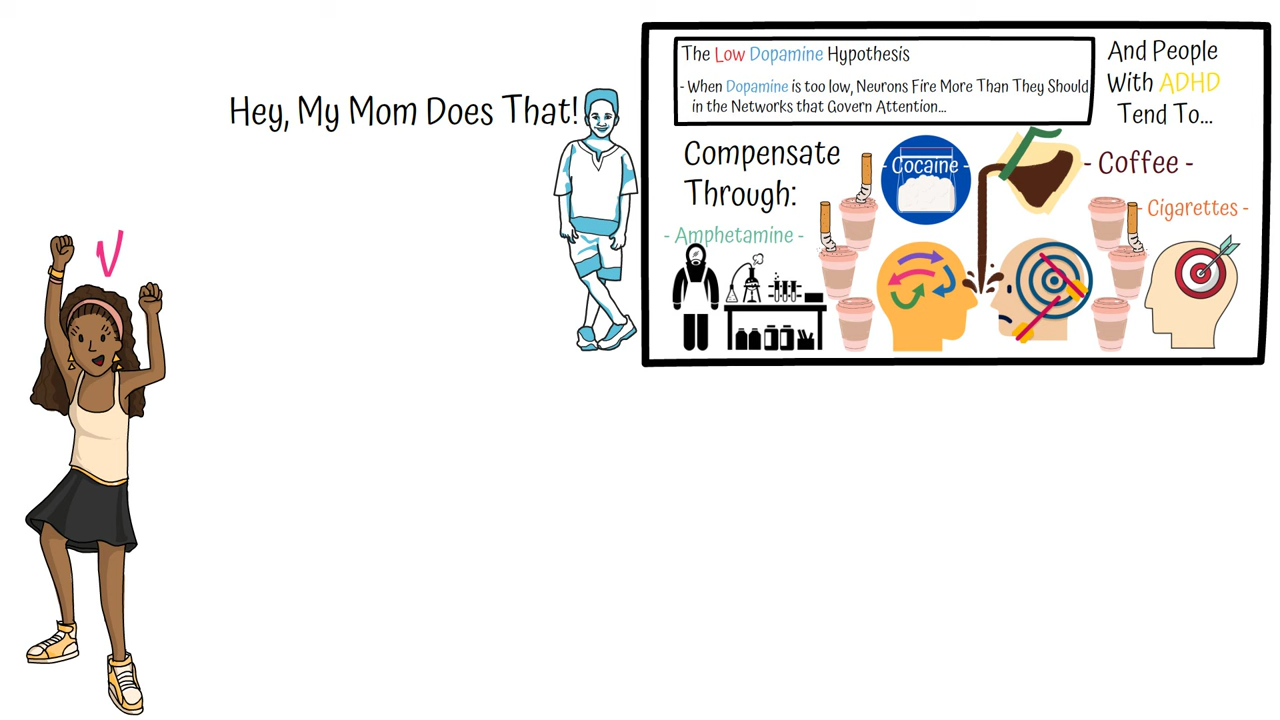 Hey, My Mom Does That!
The Low Dopamine Hypothesis
- When Dopamine is too low, Neurons Fire More Than They Should
in the Networks that Govern Attention...
And People
With ADHD
Tend To...
Compensate
Through:
- Cocaine -
- Coffee -
- Cigarettes -
- Amphetamine -